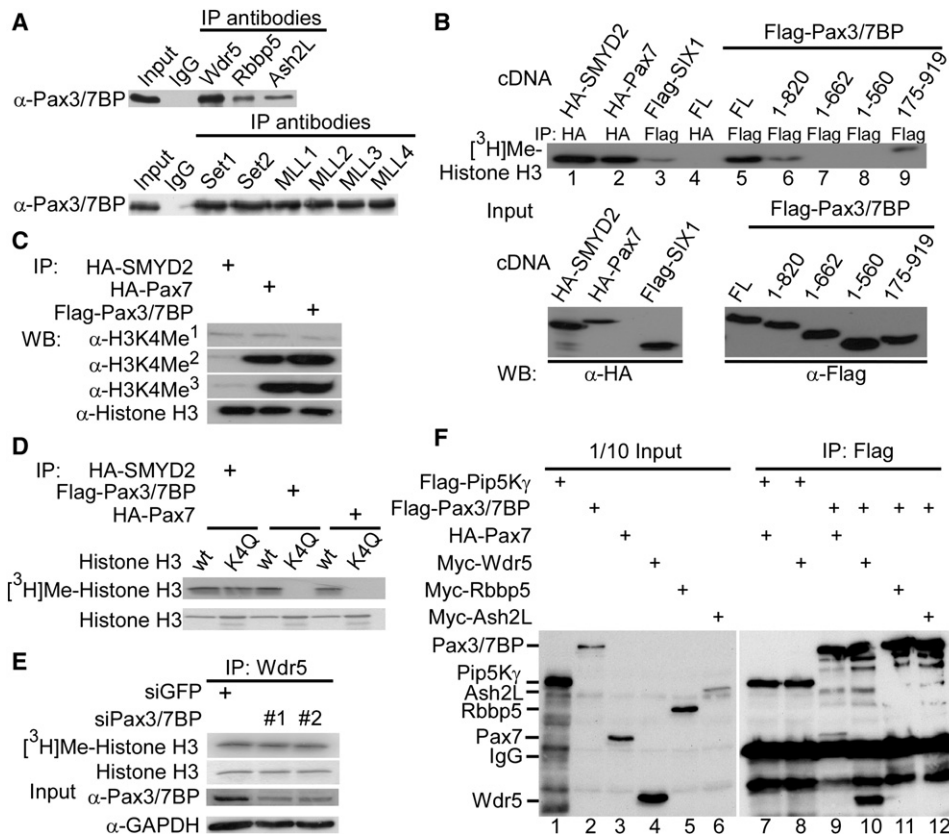 A
IP antibodies
Input IgG Wdr5 Rbbp5 Ash2L
α-Pax3/7BP
IP antibodies
Input IgG Set1 Set2 MLL1 MLL2 MLL3 MLL4
α-Pax3/7BP
B
Flag-Pax3/7BP
cDNA HA-SMYD2 HA-Pax7 Flag-SIX1 FL FL 1-820 1-662 1-560 175-919
IP: HA HA Flag HA Flag Flag Flag Flag Flag
[³H]Me-
Histone H3 1 2 3 4 5 6 7 8 9
Input
Flag-Pax3/7BP
cDNA HA-SMYD2 HA-Pax7 Flag-SIX1 FL 1-820 1-662 1-560 175-919
WB: α-HA α-Flag
C
IP: HA-SMYD2 +
HA-Pax7 +
Flag-Pax3/7BP +
WB: α-H3K4Me¹
α-H3K4Me²
α-H3K4Me³
α-Histone H3
D
IP: HA-SMYD2 +
Flag-Pax3/7BP +
HA-Pax7 +
Histone H3 wt K4Q wt K4Q wt K4Q
[³H]Me-Histone H3
Histone H3
E
IP: Wdr5
siGFP +
siPax3/7BP #1 #2
[³H]Me-Histone H3
Histone H3
Input α-Pax3/7BP
α-GAPDH
F
1/10 Input IP: Flag
Flag-Pip5Kγ + + +
Flag-Pax3/7BP + + + + +
HA-Pax7 + + +
Myc-Wdr5 + + +
Myc-Rbbp5 + +
Myc-Ash2L + +
Pax3/7BP
Pip5Kγ
Ash2L
Rbbp5
Pax7
IgG
Wdr5
1 2 3 4 5 6 7 8 9 10 11 12